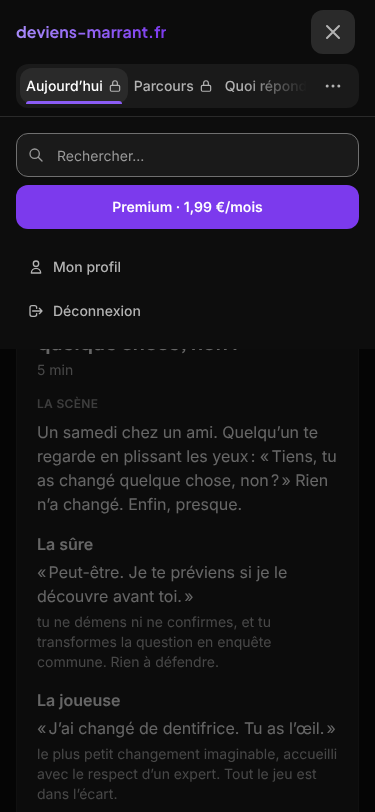 deviens-marrant.fr
Aujourd’hui
Parcours
Quoi répond
Rechercher...
Premium · 1,99 €/mois
Mon profil
Déconnexion
5 min
LA SCÈNE
Un samedi chez un ami. Quelqu’un te
regarde en plissant les yeux : « Tiens, tu
as changé quelque chose, non ? » Rien
n’a changé. Enfin, presque.
La sûre
« Peut-être. Je te préviens si je le
découvre avant toi. »
tu ne démens ni ne confirmes, et tu
transformes la question en enquête
commune. Rien à défendre.
La joueuse
« J’ai changé de dentifrice. Tu as l’œil. »
le plus petit changement imaginable, accueilli
avec le respect d’un expert. Tout le jeu est
dans l’écart.